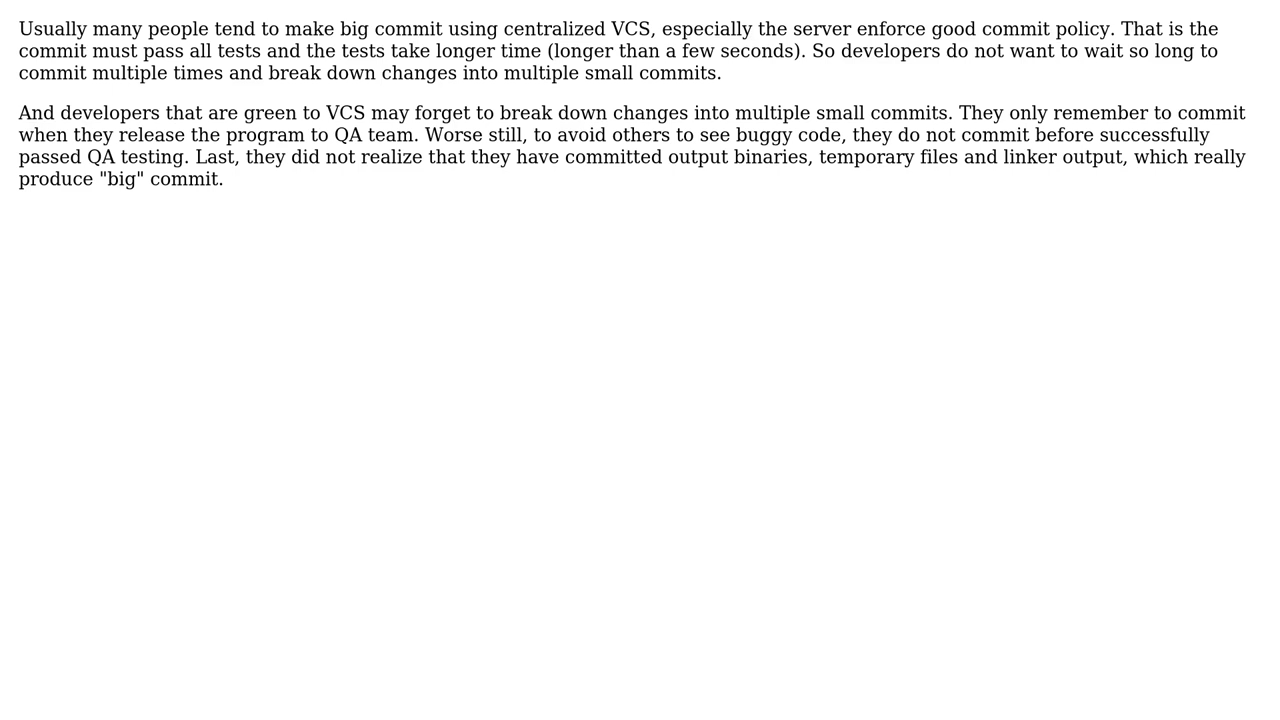 Usually many people tend to make big commit using centralized VCS, especially the server enforce good commit policy. That is the
commit must pass all tests and the tests take longer time (longer than a few seconds). So developers do not want to wait so long to
commit multiple times and break down changes into multiple small commits.
And developers that are green to VCS may forget to break down changes into multiple small commits. They only remember to commit
when they release the program to QA team. Worse still, to avoid others to see buggy code, they do not commit before successfully
passed QA testing. Last, they did not realize that they have committed output binaries, temporary files and linker output, which really
produce "big" commit.